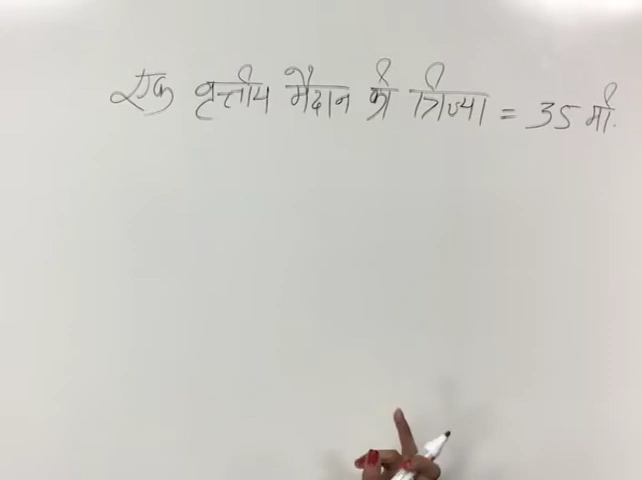 एक वृत्तीय मैदान की त्रिज्या = 35 मी.